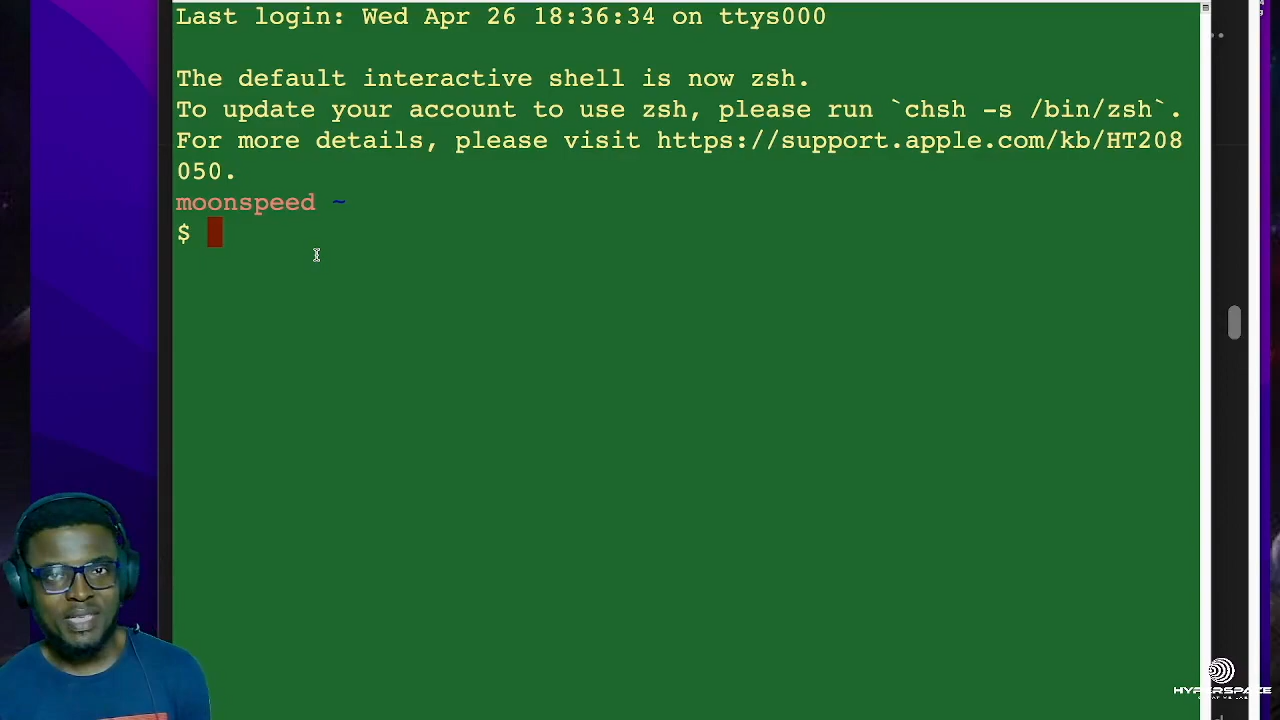 Last login: Wed Apr 26 18:36:34 on ttys000
The default interactive shell is now zsh.
To update your account to use zsh, please run `chsh -s /bin/zsh`.
For more details, please visit https://support.apple.com/kb/HT208
050.
moonspeed ~
$
HYPERSPACE